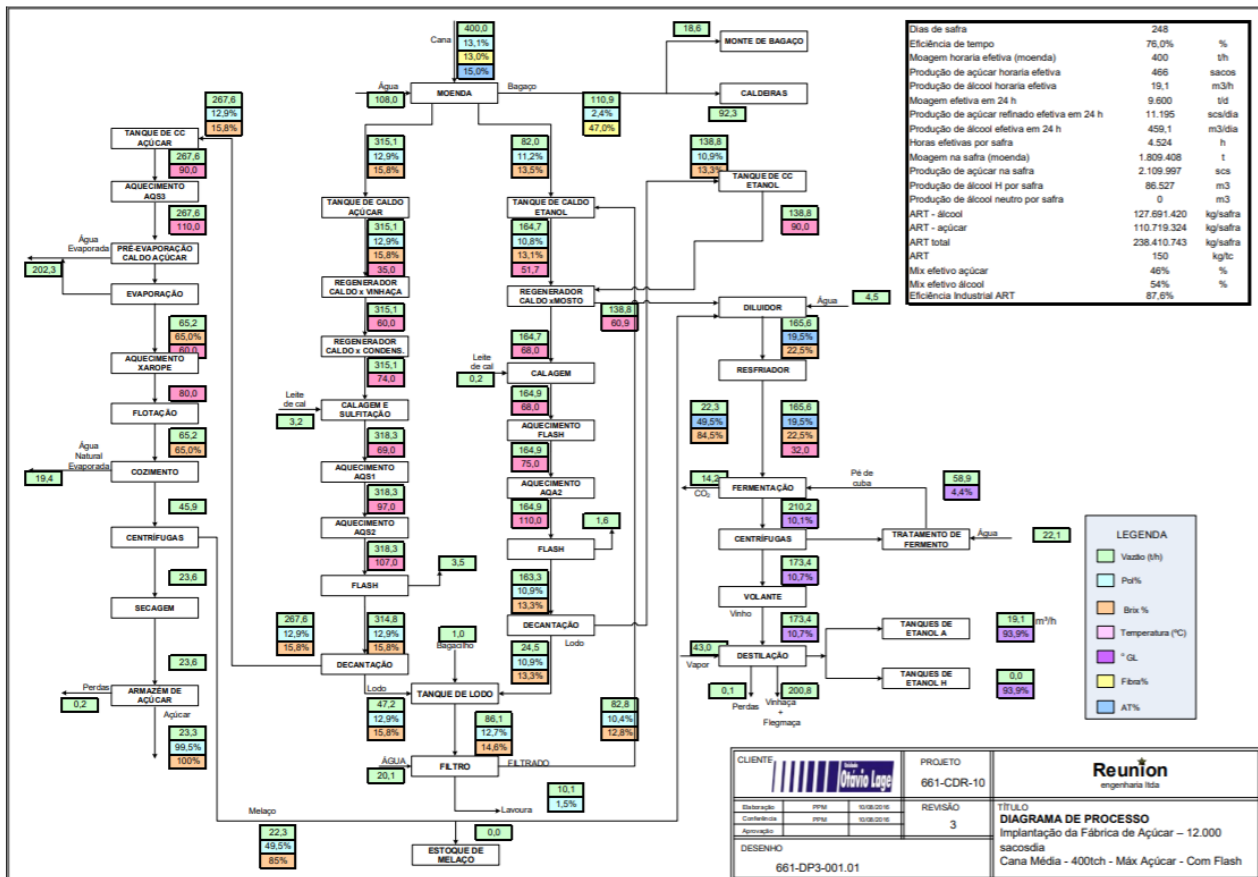 400,0
Cana
13,1%
13,0%
15,0%
18,6
MONTE DE BAGAÇO
Água
108,0
MOENDA
Bagaço
110,9
2,4%
47,0%
CALDEIRAS
92,3
267,6
12,9%
15,8%
TANQUE DE CC
AÇÚCAR
267,6
90,0
AQUECIMENTO
AQS3
267,6
110,0
Água
Evaporada
202,3
PRÉ-EVAPORAÇÃO
CALDO AÇÚCAR
EVAPORAÇÃO
65,2
65,0%
60,0
AQUECIMENTO
XAROPE
80,0
FLOTAÇÃO
65,2
65,0%
Água
Natural
Evaporada
19,4
COZIMENTO
45,9
CENTRÍFUGAS
23,6
SECAGEM
23,6
Perdas
0,2
ARMAZÉM DE
AÇÚCAR
Açúcar
23,3
99,5%
100%
315,1
12,9%
15,8%
TANQUE DE CALDO
AÇÚCAR
315,1
12,9%
15,8%
35,0
REGENERADOR
CALDO x VINHAÇA
315,1
60,0
REGENERADOR
CALDO x CONDENS.
315,1
74,0
Leite
de cal
3,2
CALAGEM E
SULFITAÇÃO
318,3
69,0
AQUECIMENTO
AQS1
318,3
97,0
AQUECIMENTO
AQS2
318,3
107,0
FLASH
3,5
267,6
12,9%
15,8%
314,8
12,9%
15,8%
DECANTAÇÃO
Lodo
47,2
12,9%
15,8%
82,0
11,2%
13,5%
TANQUE DE CALDO
ETANOL
164,7
10,8%
13,1%
51,7
REGENERADOR
CALDO xMOSTO
138,8
60,9
164,7
68,0
Leite
de cal
0,2
CALAGEM
164,9
68,0
AQUECIMENTO
FLASH
164,9
75,0
AQUECIMENTO
AQA2
164,9
110,0
1,6
FLASH
163,3
10,9%
13,3%
DECANTAÇÃO
Lodo
24,5
10,9%
13,3%
1,0
Bagacilho
TANQUE DE LODO
86,1
12,7%
14,6%
82,8
10,4%
12,8%
ÁGUA
20,1
FILTRO
FILTRADO
10,1
1,5%
Lavoura
Melaço
22,3
49,5%
85%
0,0
ESTOQUE DE
MELAÇO
138,8
10,9%
13,3%
TANQUE DE CC
ETANOL
138,8
90,0
DILUIDOR
Água
4,5
165,6
19,5%
22,5%
RESFRIADOR
22,3
49,5%
84,5%
165,6
19,5%
22,5%
32,0
14,2
CO₂
FERMENTAÇÃO
Pé de
cuba
58,9
4,4%
210,2
10,1%
CENTRÍFUGAS
TRATAMENTO DE
FERMENTO
Água
22,1
173,4
10,7%
VOLANTE
Vinho
173,4
10,7%
43,0
Vapor
DESTILAÇÃO
TANQUES DE
ETANOL A
19,1
m³/h
93,9%
TANQUES DE
ETANOL H
0,0
93,9%
0,1
Perdas
200,8
Vinhaça
+
Flegmaça
Dias de safra 248
Eficiência de tempo 76,0% %
Moagem horaria efetiva (moenda) 400 t/h
Produção de açúcar horaria efetiva 466 sacos
Produção de álcool horaria efetiva 19,1 m3/h
Moagem efetiva em 24 h 9.600 t/d
Produção de açúcar refinado efetiva em 24 h 11.195 scs/dia
Produção de álcool efetiva em 24 h 459,1 m3/dia
Horas efetivas por safra 4.524 h
Moagem na safra (moenda) 1.809.408 t
Produção de açúcar na safra 2.109.997 scs
Produção de álcool H por safra 86.527 m3
Produção de álcool neutro por safra 0 m3
ART - álcool 127.691.420 kg/safra
ART - açúcar 110.719.324 kg/safra
ART total 238.410.743 kg/safra
ART 150 kg/tc
Mix efetivo açúcar 46% %
Mix efetivo álcool 54% %
Eficiência Industrial ART 87,6%
LEGENDA
Vazão (t/h)
Pol%
Brix %
Temperatura (ºC)
° GL
Fibra%
AT%
CLIENTE
Otávio Lage
PROJETO
661-CDR-10
Reunion
engenharia ltda
Elaboração PPM 10/08/2016
Conferência PPM 10/08/2016
Aprovação
REVISÃO
3
DESENHO
661-DP3-001.01
TÍTULO
DIAGRAMA DE PROCESSO
Implantação da Fábrica de Açúcar – 12.000
sacosdia
Cana Média - 400tch - Máx Açúcar - Com Flash